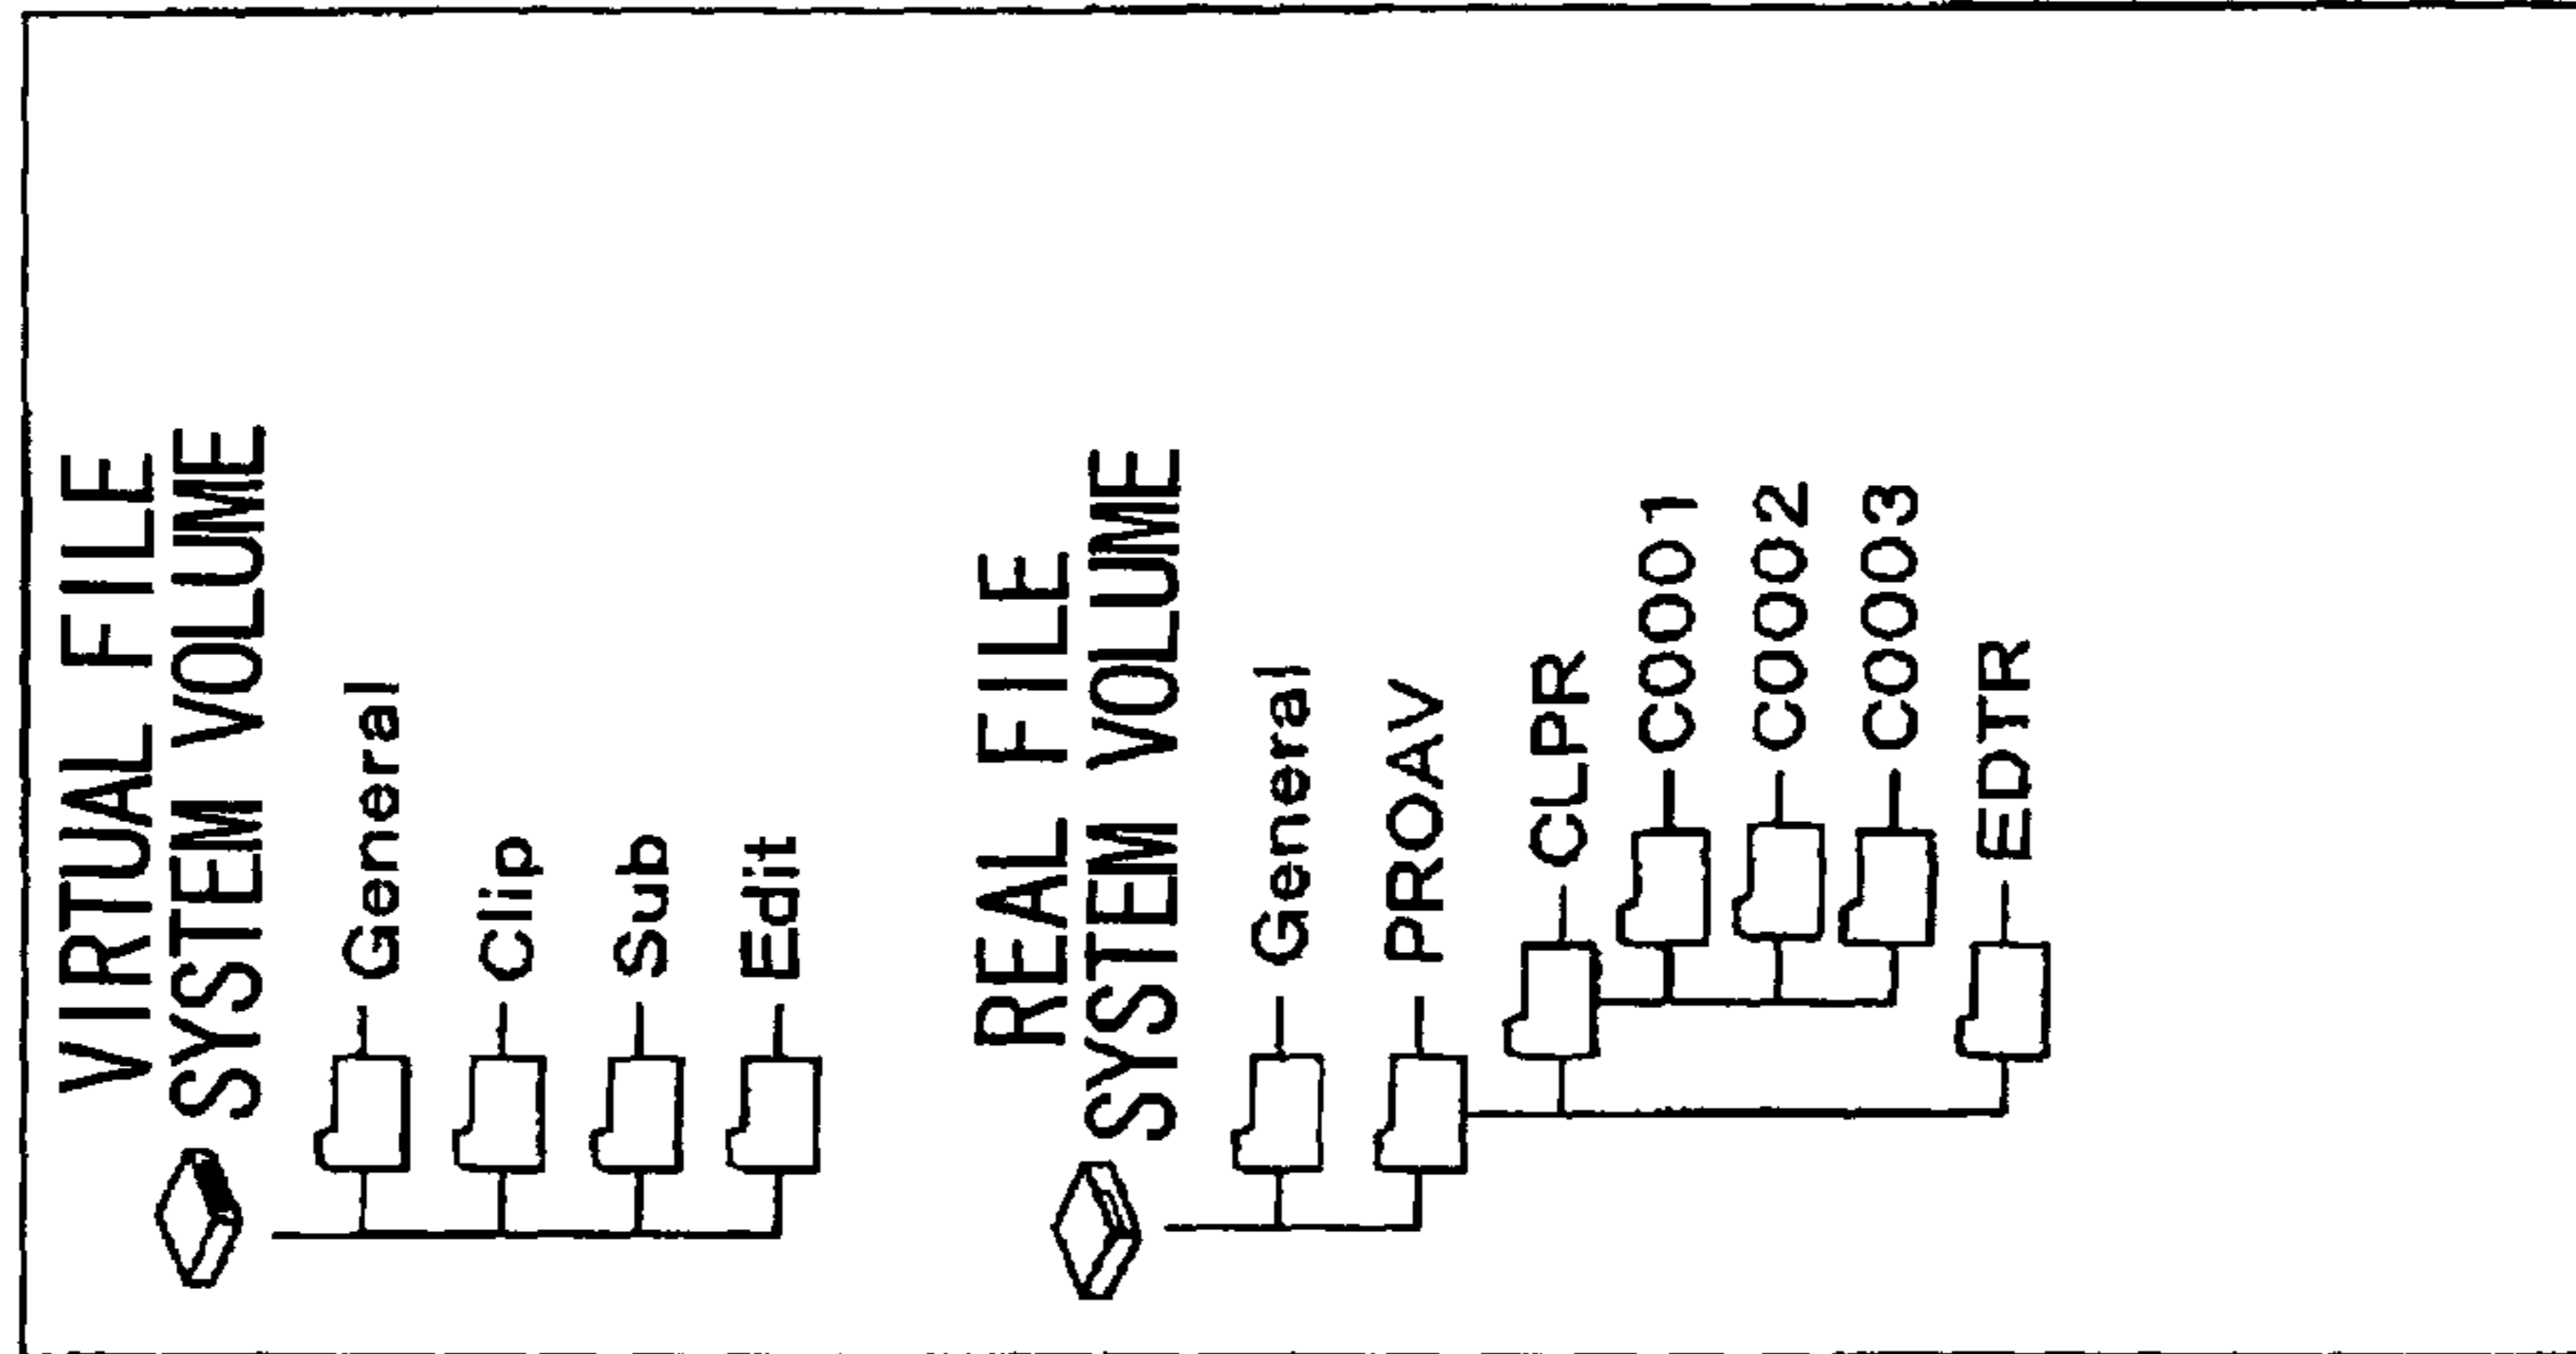 VIRTUAL FILE
SYSTEM VOLUME
General
Clip
Sub
Edit
REAL FILE
SYSTEM VOLUME
General
PROAV
CLPR
C0001
C0002
C0003
EDTR